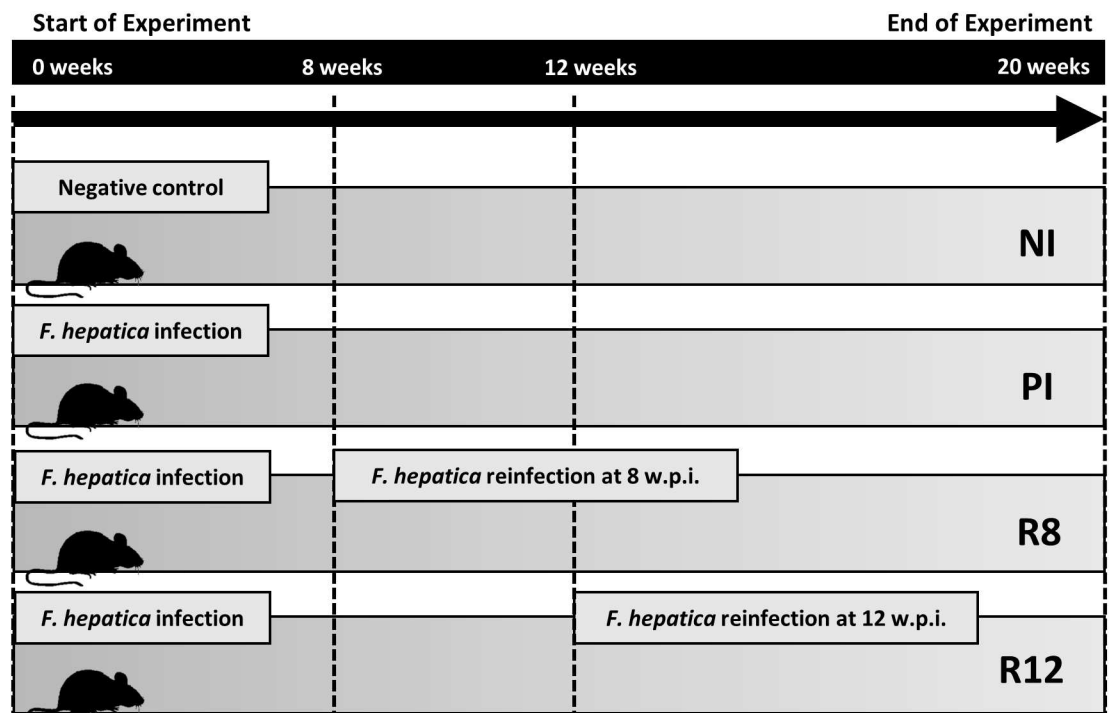 Start of Experiment End of Experiment
0 weeks 8 weeks 12 weeks 20 weeks
Negative control
NI
F. hepatica infection
PI
F. hepatica infection F. hepatica reinfection at 8 w.p.i.
R8
F. hepatica infection F. hepatica reinfection at 12 w.p.i.
R12